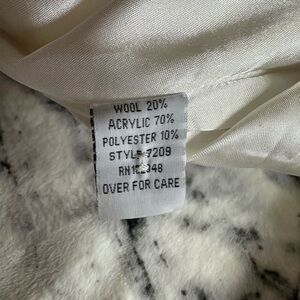 WOOL 20%
ACRYLIC 70%
POLYESTER 10%
STYLE 7209
OVER FOR CARE